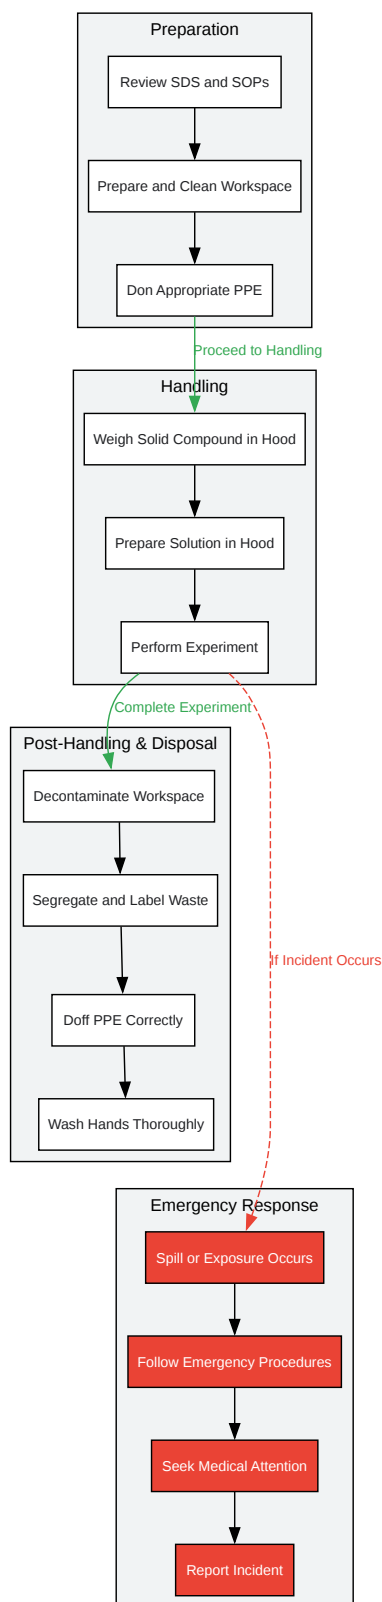 Preparation
Review SDS and SOPs
Prepare and Clean Workspace
Don Appropriate PPE
Proceed to Handling
Handling
Weigh Solid Compound in Hood
Prepare Solution in Hood
Perform Experiment
Complete Experiment
Post-Handling & Disposal
Decontaminate Workspace
Segregate and Label Waste
If Incident Occurs
Doff PPE Correctly
Wash Hands Thoroughly
Emergency Response
Spill or Exposure Occurs
Follow Emergency Procedures
Seek Medical Attention
Report Incident